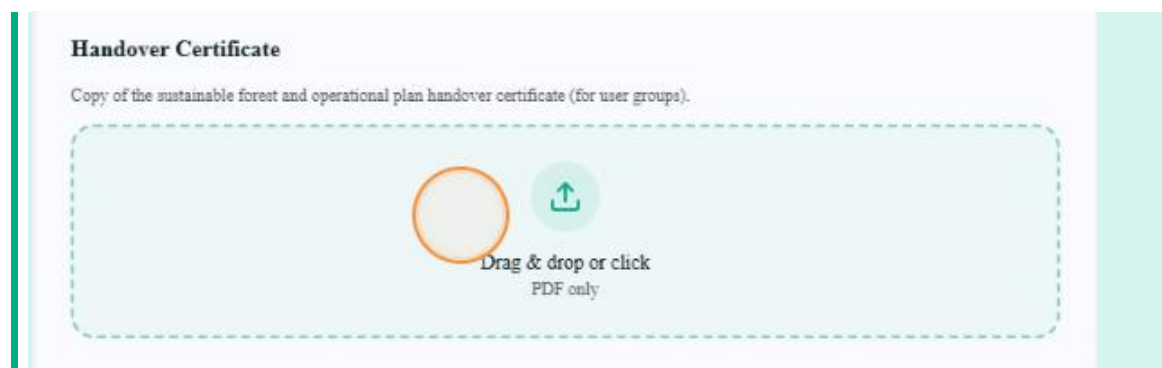 Handover Certificate
Copy of the sustainable forest and operational plan handover certificate (for user groups).
Drag & drop or click
PDF only